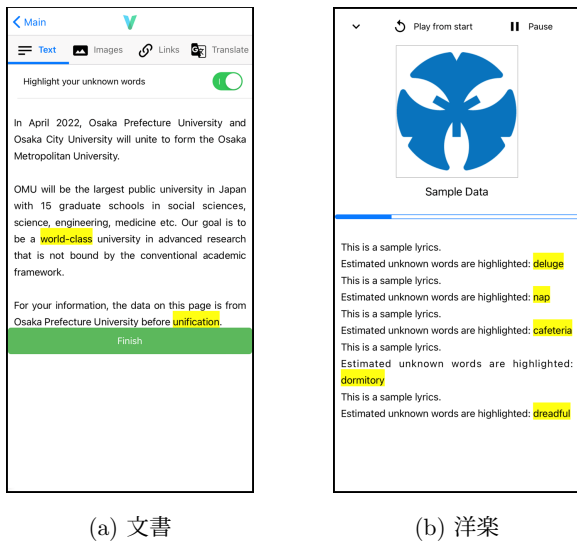 Main
Text Images Links Translate
Highlight your unknown words
In April 2022, Osaka Prefecture University and
Osaka City University will unite to form the Osaka
Metropolitan University.
OMU will be the largest public university in Japan
with 15 graduate schools in social sciences,
science, engineering, medicine etc. Our goal is to
be a world-class university in advanced research
that is not bound by the conventional academic
framework.
For your information, the data on this page is from
Osaka Prefecture University before unification.
Finish
(a) 文書
Play from start Pause
Sample Data
This is a sample lyrics.
Estimated unknown words are highlighted: deluge
This is a sample lyrics.
Estimated unknown words are highlighted: nap
This is a sample lyrics.
Estimated unknown words are highlighted: cafeteria
This is a sample lyrics.
Estimated unknown words are highlighted:
dormitory
This is a sample lyrics.
Estimated unknown words are highlighted: dreadful
(b) 洋楽